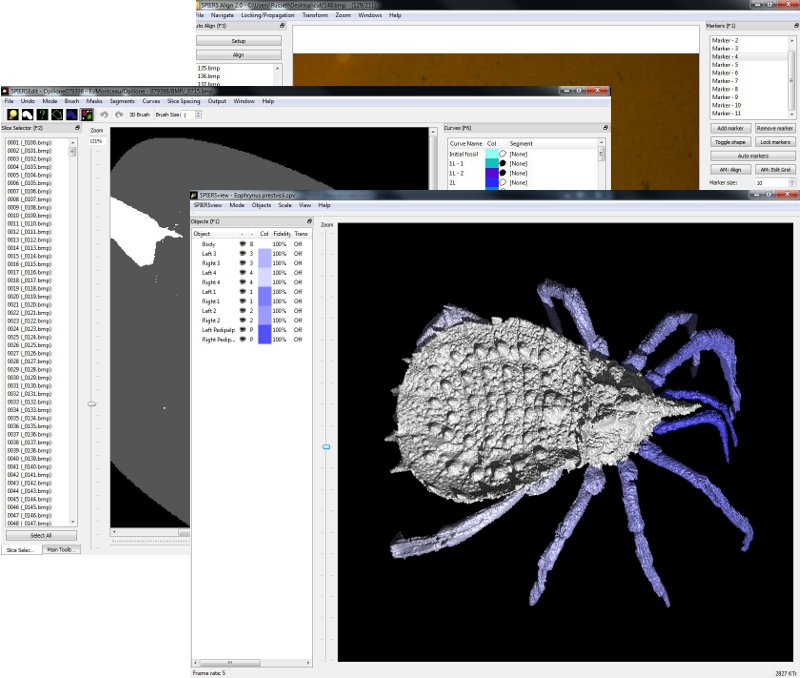 SPIERS Align 2.0 - C:\Users\Russell\Desktop\cut/148.bmp - (129/211)
File Navigate Locking/Propagation Transform Zoom Windows Help
uto Align (F3)
Setup
Align
135.bmp
136.bmp
137.bmp
Markers (F1)
Marker - 2
Marker - 3
Marker - 4
Marker - 5
Marker - 6
Marker - 7
Marker - 8
Marker - 9
Marker - 10
Marker - 11
Add marker Remove marker
Toggle shape Lock markers
Auto markers
AM: Align AM: Edit Grid
Marker size: 10
File Undo Mode Brush Masks Segments Curves Slice Spacing Output Window Help
3D Brush Brush Size: 1
Slice Selector (F2)
0001 (_0100.bmp)
0002 (_0101.bmp)
0003 (_0102.bmp)
0004 (_0103.bmp)
0005 (_0104.bmp)
0006 (_0105.bmp)
0007 (_0106.bmp)
0008 (_0107.bmp)
0009 (_0108.bmp)
0010 (_0109.bmp)
0011 (_0110.bmp)
0012 (_0111.bmp)
0013 (_0112.bmp)
0014 (_0113.bmp)
0015 (_0114.bmp)
0016 (_0115.bmp)
0017 (_0116.bmp)
0018 (_0117.bmp)
0019 (_0118.bmp)
0020 (_0119.bmp)
0021 (_0120.bmp)
0022 (_0121.bmp)
0023 (_0122.bmp)
0024 (_0123.bmp)
0025 (_0124.bmp)
0026 (_0125.bmp)
0027 (_0126.bmp)
0028 (_0127.bmp)
0029 (_0128.bmp)
0030 (_0129.bmp)
0031 (_0130.bmp)
0032 (_0131.bmp)
0033 (_0132.bmp)
0034 (_0133.bmp)
0035 (_0134.bmp)
0036 (_0135.bmp)
0037 (_0136.bmp)
0038 (_0137.bmp)
0039 (_0138.bmp)
0040 (_0139.bmp)
0041 (_0140.bmp)
0042 (_0141.bmp)
0043 (_0142.bmp)
0044 (_0143.bmp)
0045 (_0144.bmp)
0046 (_0145.bmp)
0047 (_0146.bmp)
0048 (_0147.bmp)
Select All
Slice Selec... Main Toolb...
Zoom
121%
Curves (F6)
Curve Name Col Segment
Initial fossil [None]
1L - 1 [None]
1L - 2 [None]
2L [None]
SPIERSview - Eophrynus prestvicii.spv
SPIERSview Mode Objects Scale View Help
Objects (F1)
Object - - Col Fidelity Trans
Body B 100% Off
Left 3 3 100% Off
Right 3 3 100% Off
Left 4 4 100% Off
Right 4 4 100% Off
Left 1 1 100% Off
Right 1 1 100% Off
Left 2 2 100% Off
Right 2 2 100% Off
Left Pedipalp P 100% Off
Right Pedip... P 100% Off
Zoom
Frame rate: 5
2827 KTr